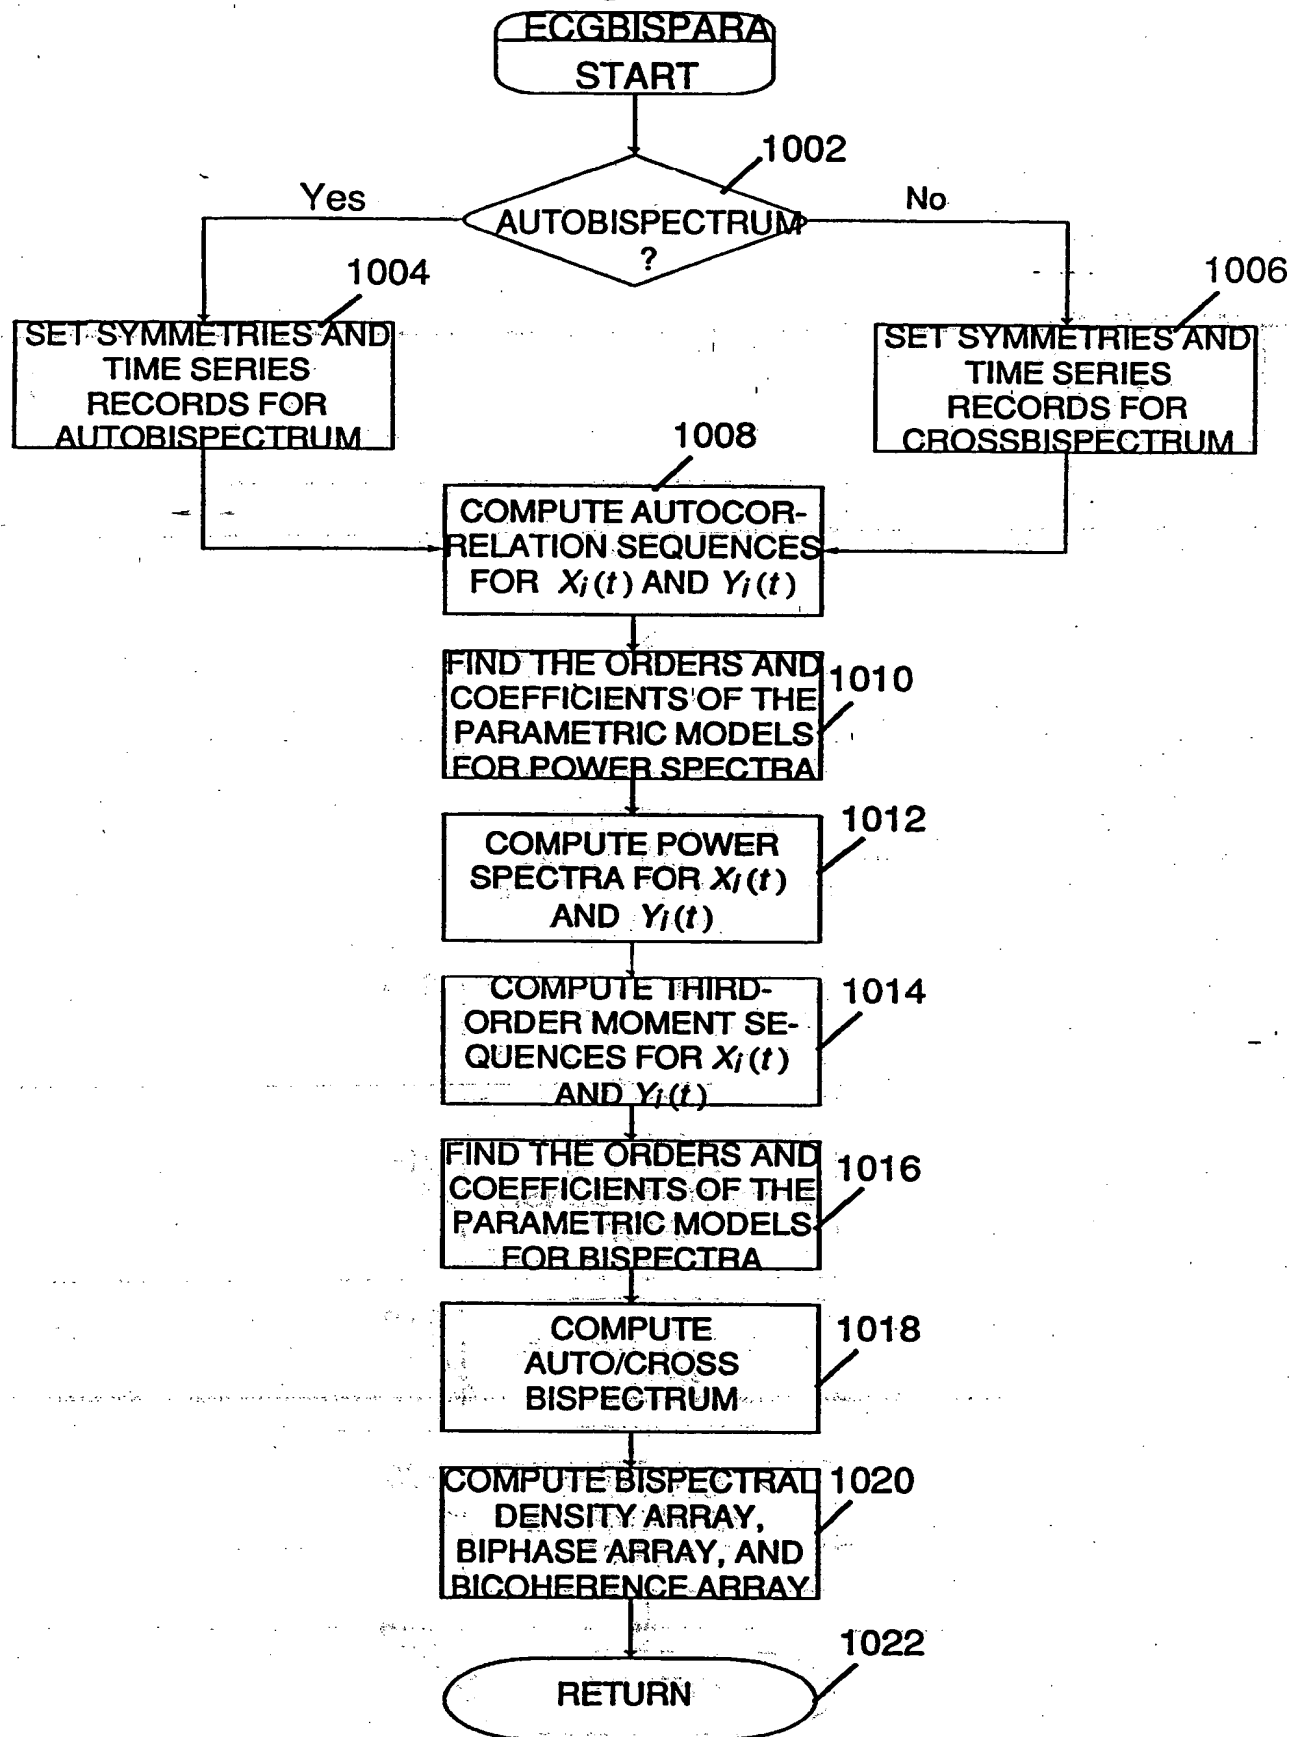 ECGBISPARA
START
1002
Yes
No
AUTOBISPECTRUM
?
1004
1006
SET SYMMETRIES AND
TIME SERIES
RECORDS FOR
AUTOBISPECTRUM
SET SYMMETRIES AND
TIME SERIES
RECORDS FOR
CROSSBISPECTRUM
1008
COMPUTE AUTOCOR-
RELATION SEQUENCES
FOR Xi(t) AND Yi(t)
FIND THE ORDERS AND
COEFFICIENTS OF THE
PARAMETRIC MODELS
FOR POWER SPECTRA
1010
COMPUTE POWER
SPECTRA FOR Xi(t)
AND Yi(t)
1012
COMPUTE THIRD-
ORDER MOMENT SE-
QUENCES FOR Xi(t)
AND Yi(t)
1014
FIND THE ORDERS AND
COEFFICIENTS OF THE
PARAMETRIC MODELS
FOR BISPECTRA
1016
COMPUTE
AUTO/CROSS
BISPECTRUM
1018
COMPUTE BISPECTRAL
DENSITY ARRAY,
BIPHASE ARRAY, AND
BICOHERENCE ARRAY
1020
1022
RETURN